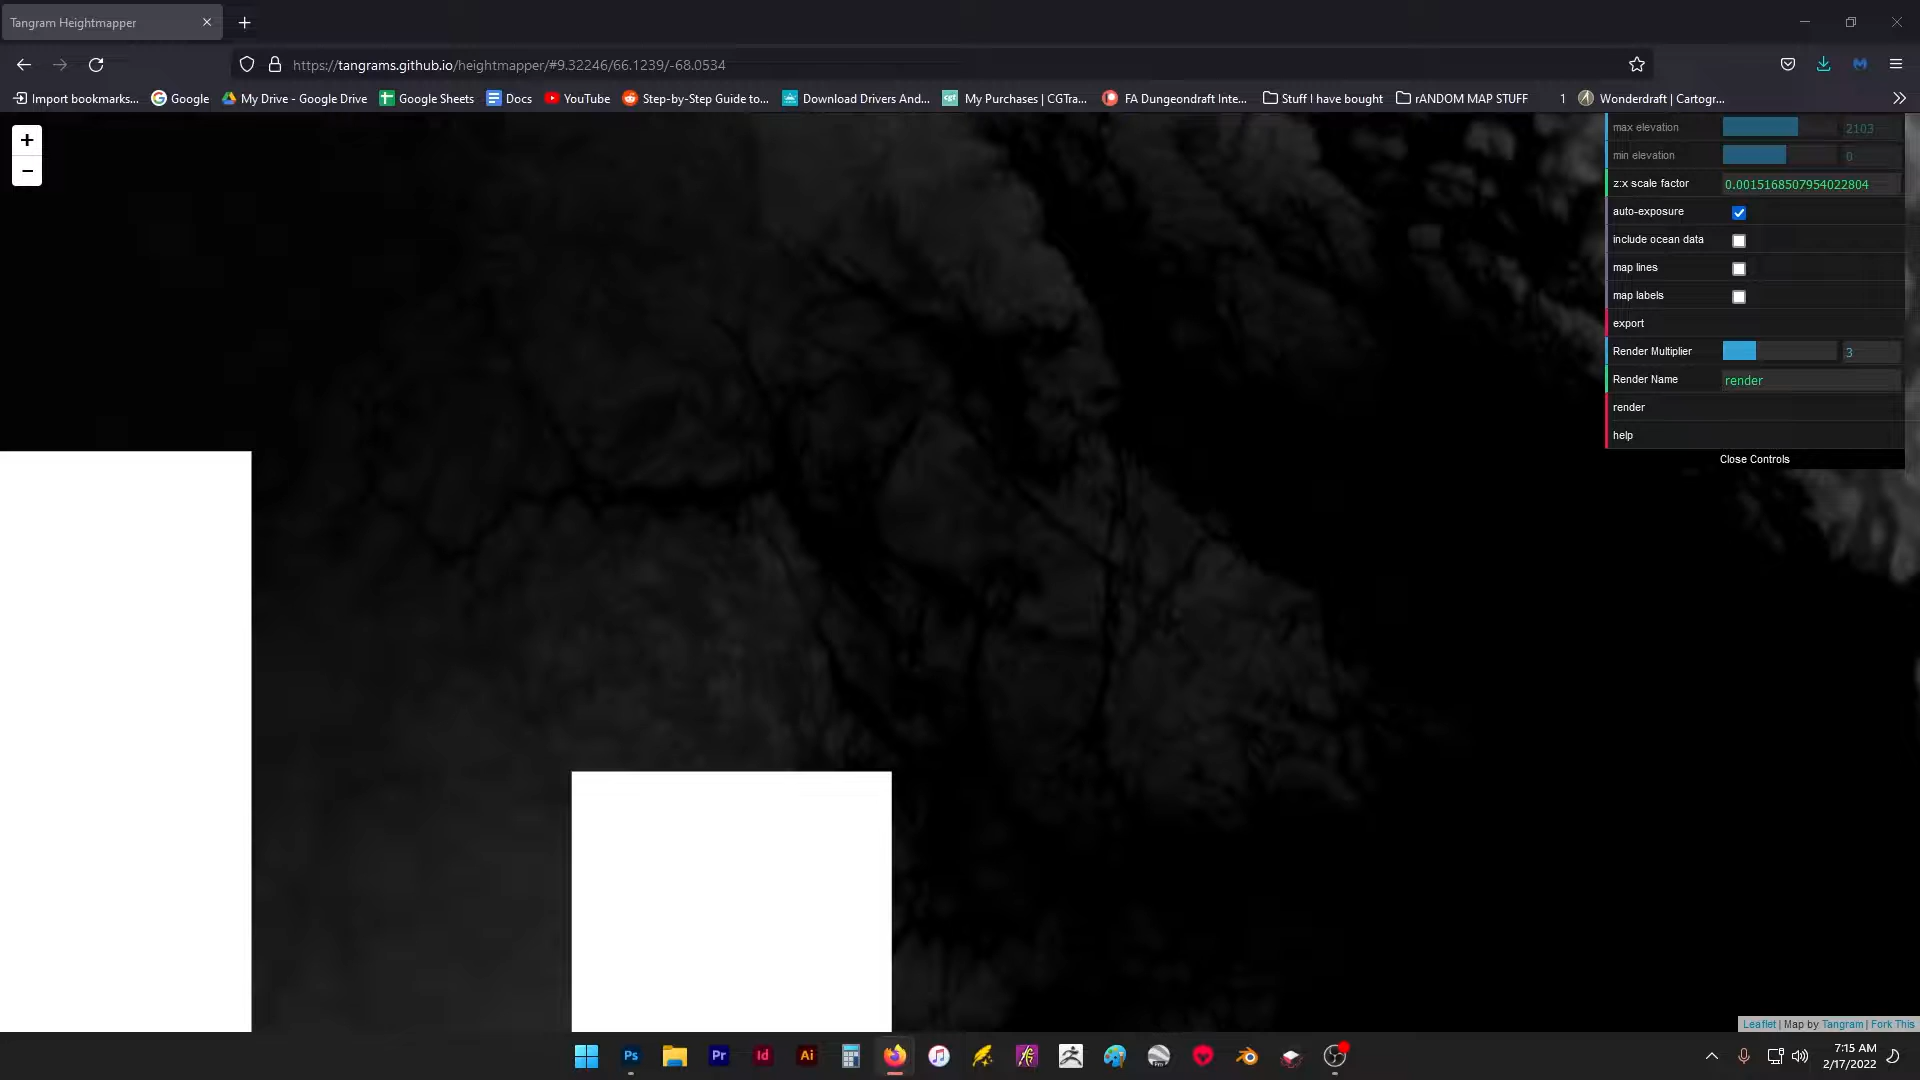 Tangram Heightmapper
https://tangrams.github.io/heightmapper/#9.32246/66.1239/-68.0534
Import bookmarks... Google My Drive - Google Drive Google Sheets Docs YouTube Step-by-Step Guide to... Download Drivers And... My Purchases | CGTra... FA Dungeondraft Inte... Stuff I have bought rANDOM MAP STUFF 1 Wonderdraft | Cartogr...
+
−
max elevation 2103
min elevation 0
z:x scale factor 0.0015168507954022804
auto-exposure
include ocean data
map lines
map labels
export
Render Multiplier 3
Render Name render
render
help
Close Controls
Leaflet | Map by Tangram | Fork This
Ps Pr Id Ai
7:15 AM
2/17/2022